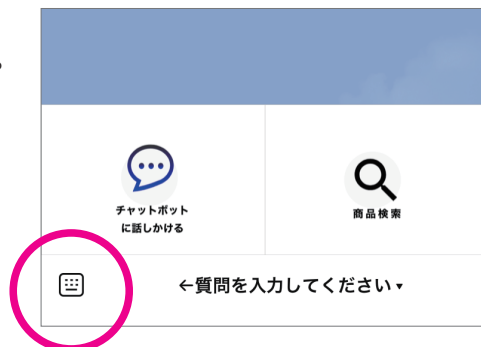 チャットボット
に話しかける
商品検索
←質問を入力してください▼